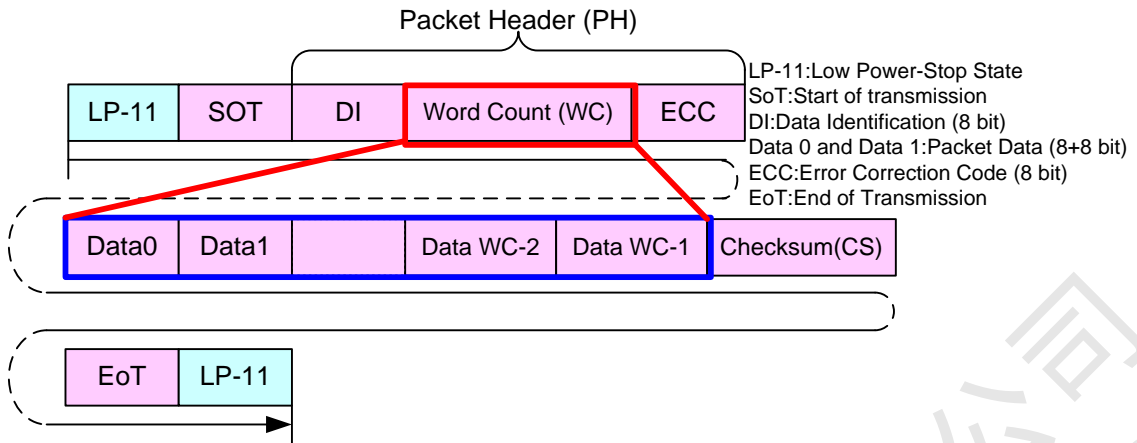 Packet Header (PH)
LP-11 SOT DI Word Count (WC) ECC
LP-11:Low Power-Stop State
SoT:Start of transmission
DI:Data Identification (8 bit)
Data 0 and Data 1:Packet Data (8+8 bit)
ECC:Error Correction Code (8 bit)
EoT:End of Transmission
Data0 Data1 Data WC-2 Data WC-1 Checksum(CS)
EoT LP-11
公司